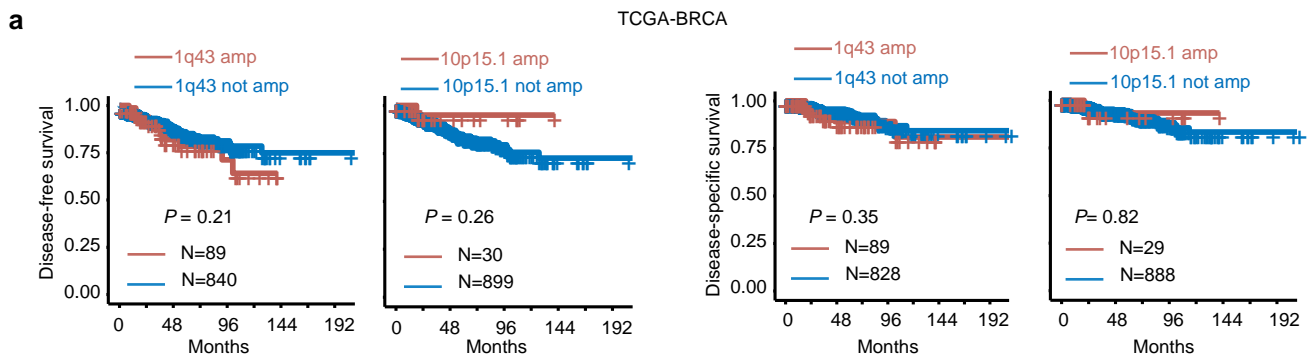 a
TCGA-BRCA
1q43 amp
1q43 not amp
Disease-free survival
1.00
0.75
0.50
0.25
0.00
P = 0.21
N=89
N=840
0 48 96 144 192
Months
10p15.1 amp
10p15.1 not amp
P = 0.26
N=30
N=899
0 48 96 144 192
Months
1q43 amp
1q43 not amp
Disease-specific survival
1.00
0.75
0.50
0.25
0.00
P = 0.35
N=89
N=828
0 48 96 144 192
Months
10p15.1 amp
10p15.1 not amp
P= 0.82
N=29
N=888
0 48 96 144 192
Months